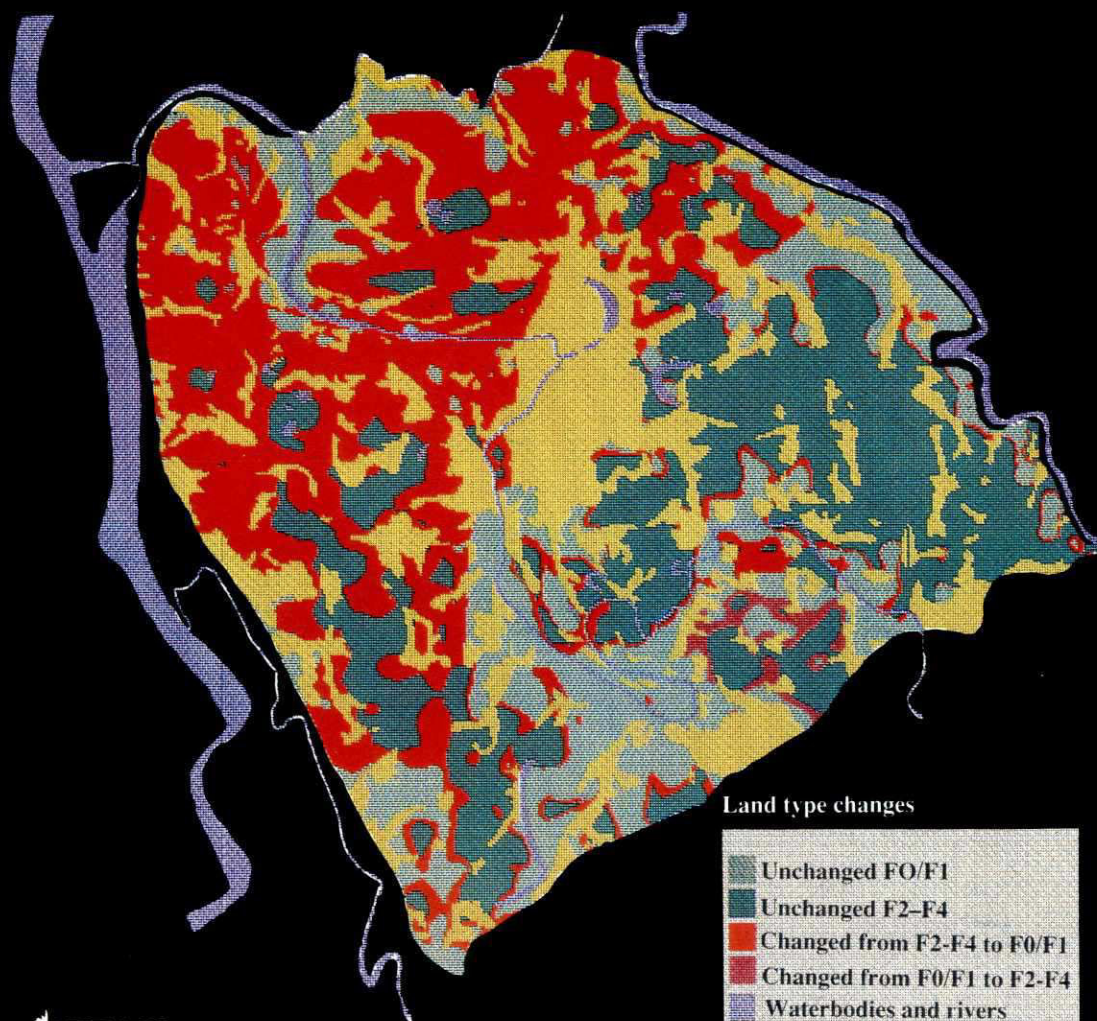 Land type changes
Unchanged FO/F1
Unchanged F2–F4
Changed from F2-F4 to F0/F1
Changed from F0/F1 to F2-F4
Waterbodies and rivers